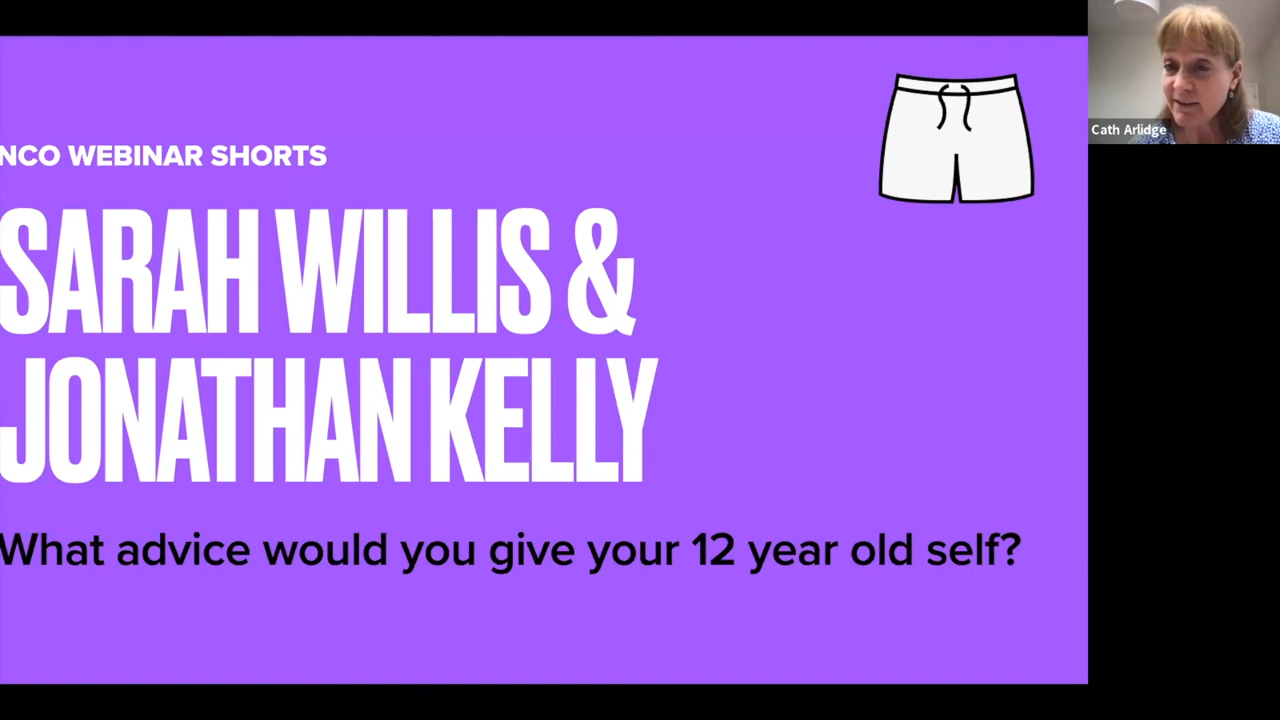 NCO WEBINAR SHORTS
SARAH WILLIS &
JONATHAN KELLY
What advice would you give your 12 year old self?
Cath Arlidge